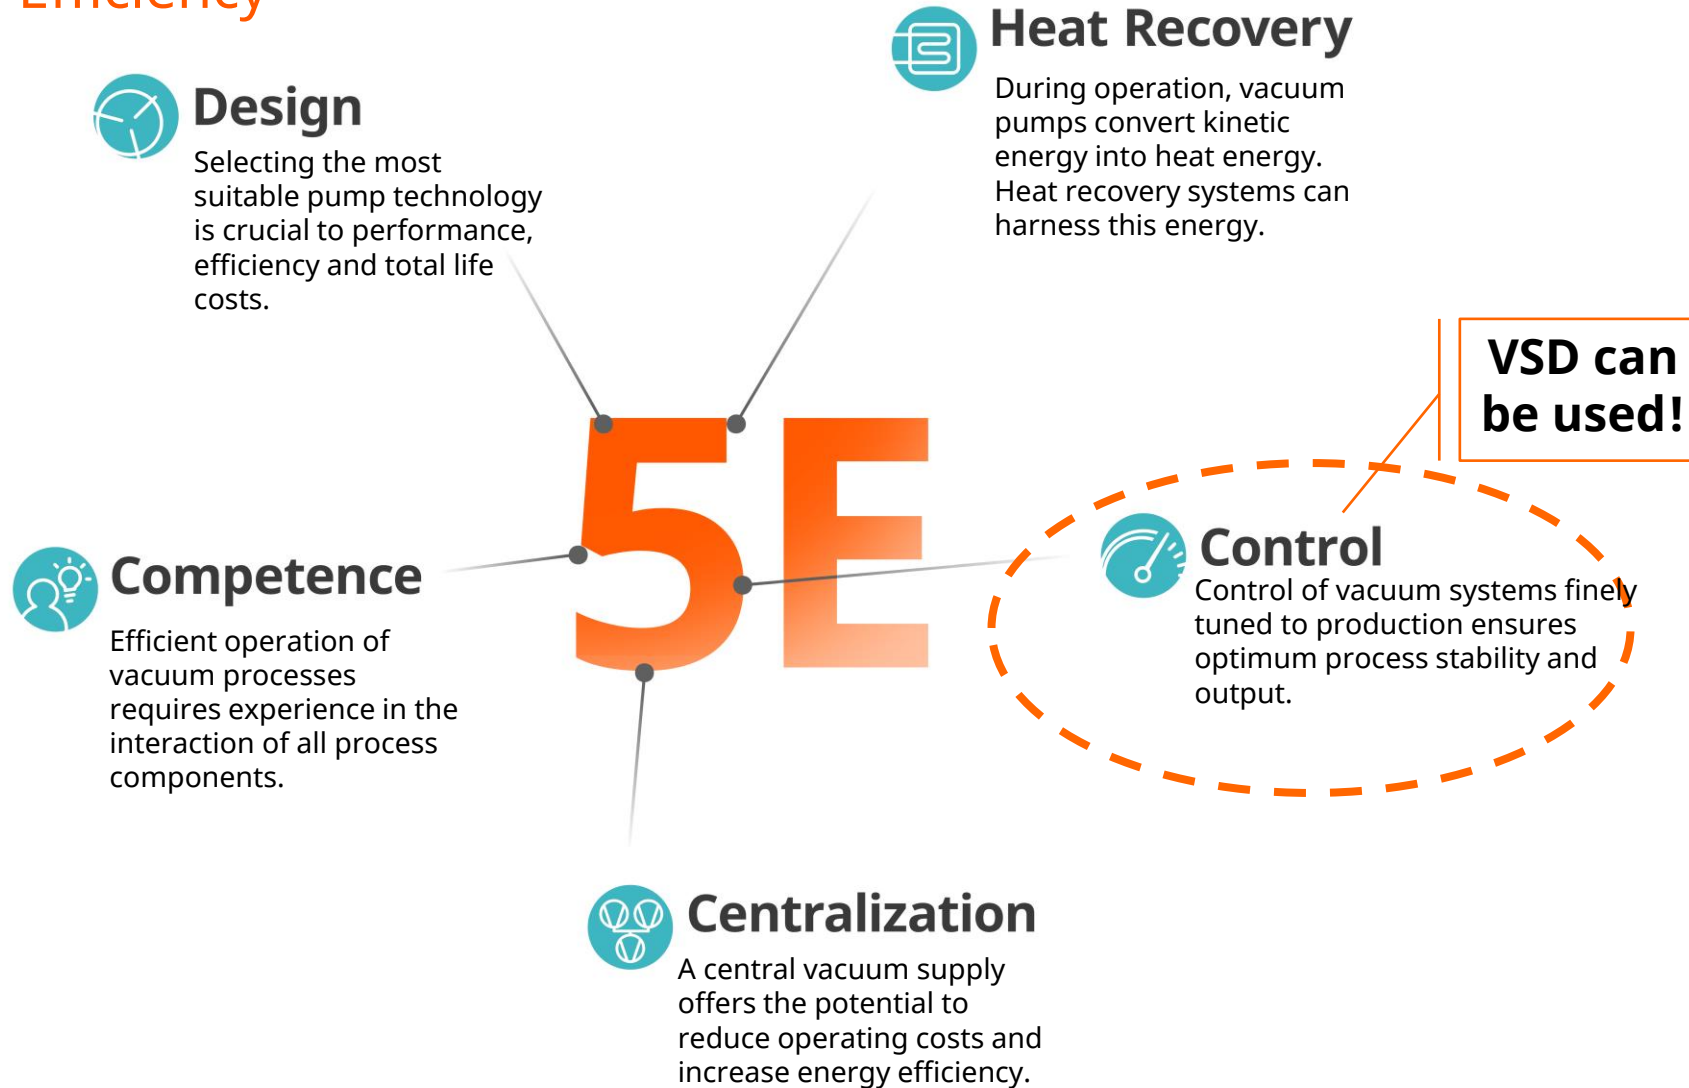 Efficiency
Design
Selecting the most
suitable pump technology
is crucial to performance,
efficiency and total life
costs.
Heat Recovery
During operation, vacuum
pumps convert kinetic
energy into heat energy.
Heat recovery systems can
harness this energy.
VSD can
be used!
5E
Competence
Efficient operation of
vacuum processes
requires experience in the
interaction of all process
components.
Control
Control of vacuum systems finely
tuned to production ensures
optimum process stability and
output.
Centralization
A central vacuum supply
offers the potential to
reduce operating costs and
increase energy efficiency.